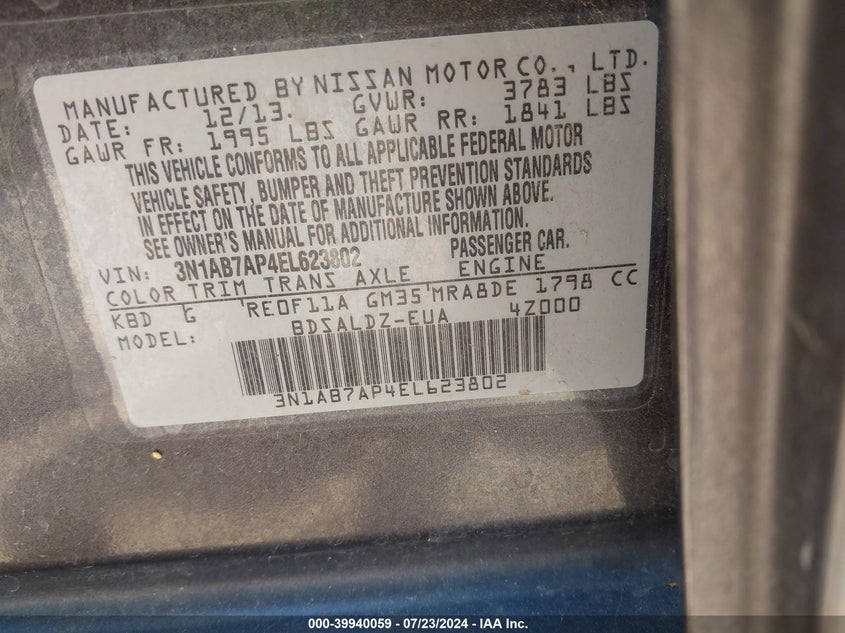 MANUFACTURED BY NISSAN MOTOR CO., LTD.
DATE: 12/13. GVWR: 3783 LBS
GAWR FR: 1995 LBS GAWR RR: 1841 LBS
THIS VEHICLE CONFORMS TO ALL APPLICABLE FEDERAL MOTOR
VEHICLE SAFETY, BUMPER AND THEFT PREVENTION STANDARDS
IN EFFECT ON THE DATE OF MANUFACTURE SHOWN ABOVE.
SEE OWNER'S MANUAL FOR ADDITIONAL INFORMATION.
VIN: 3N1AB7AP4EL623802 PASSENGER CAR.
COLOR TRIM TRANS AXLE ENGINE
KBD G RE0F11A GM35 MRA8DE 1798 CC
MODEL: BDSALDZ-EUA 4Z000
3N1AB7AP4EL623802
000-39940059 - 07/23/2024 - IAA Inc.